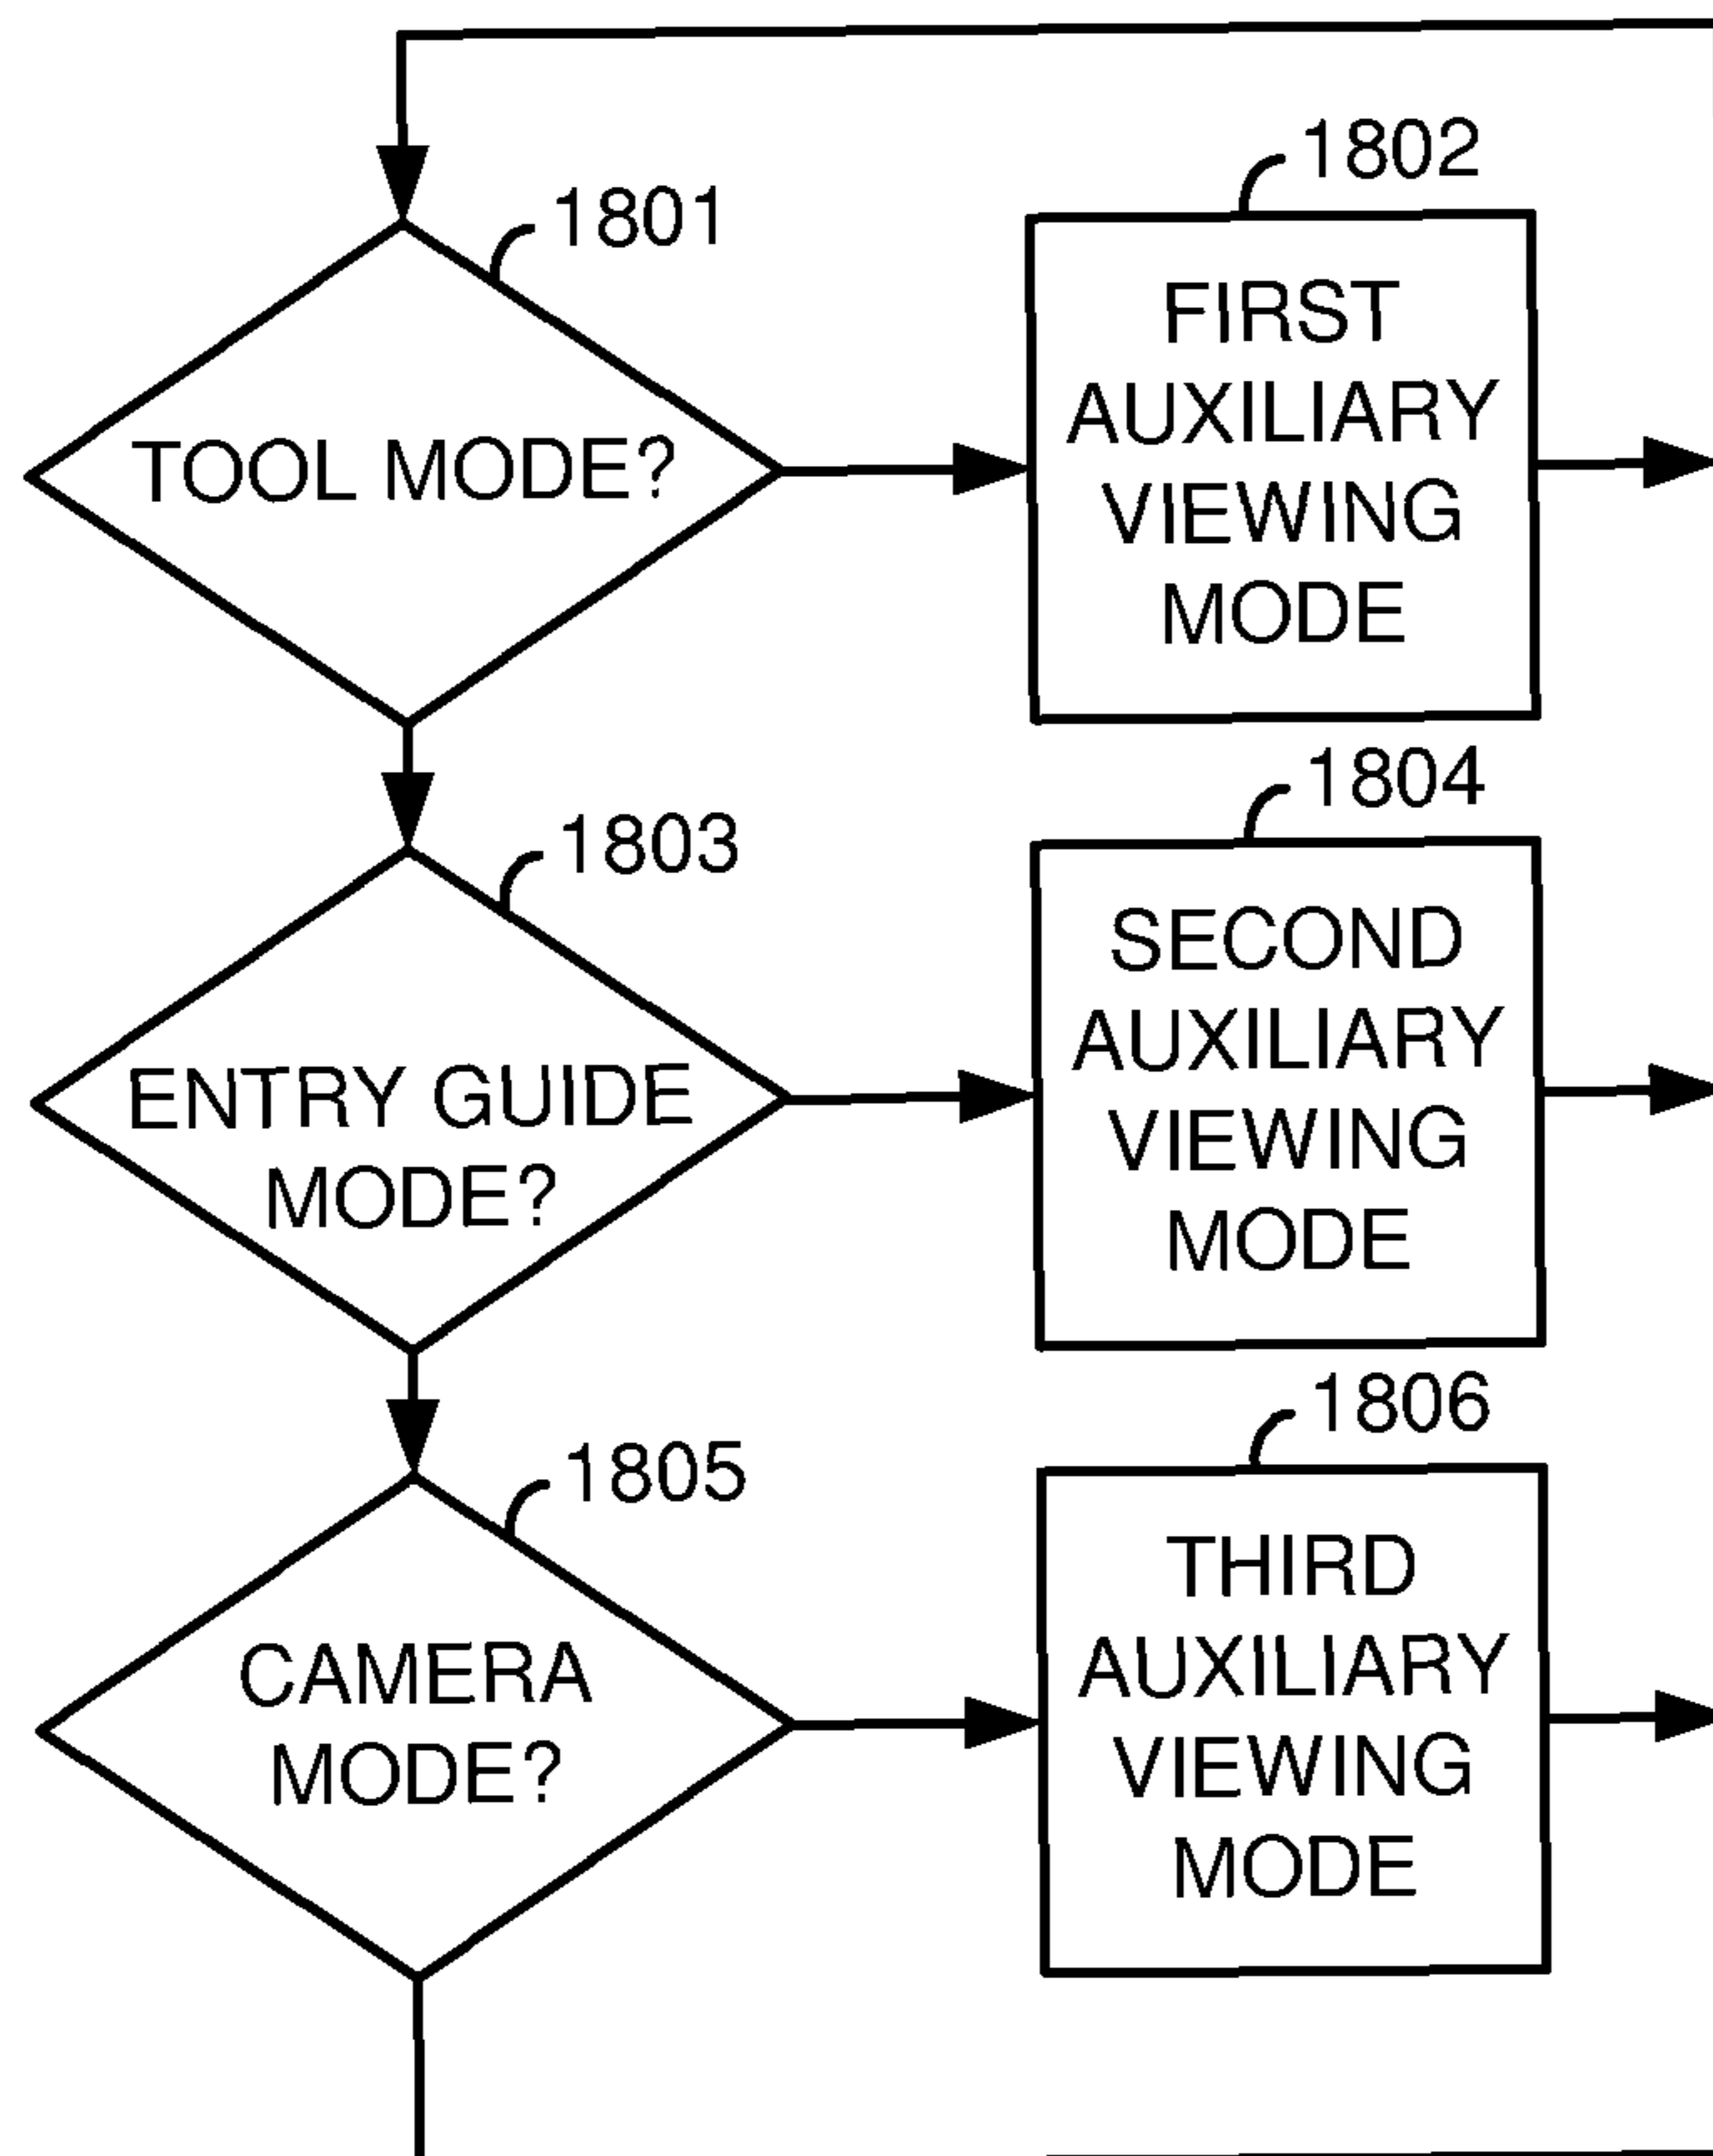 1801
TOOL MODE?
1802
FIRST
AUXILIARY
VIEWING
MODE
1803
ENTRY GUIDE
MODE?
1804
SECOND
AUXILIARY
VIEWING
MODE
1805
CAMERA
MODE?
1806
THIRD
AUXILIARY
VIEWING
MODE